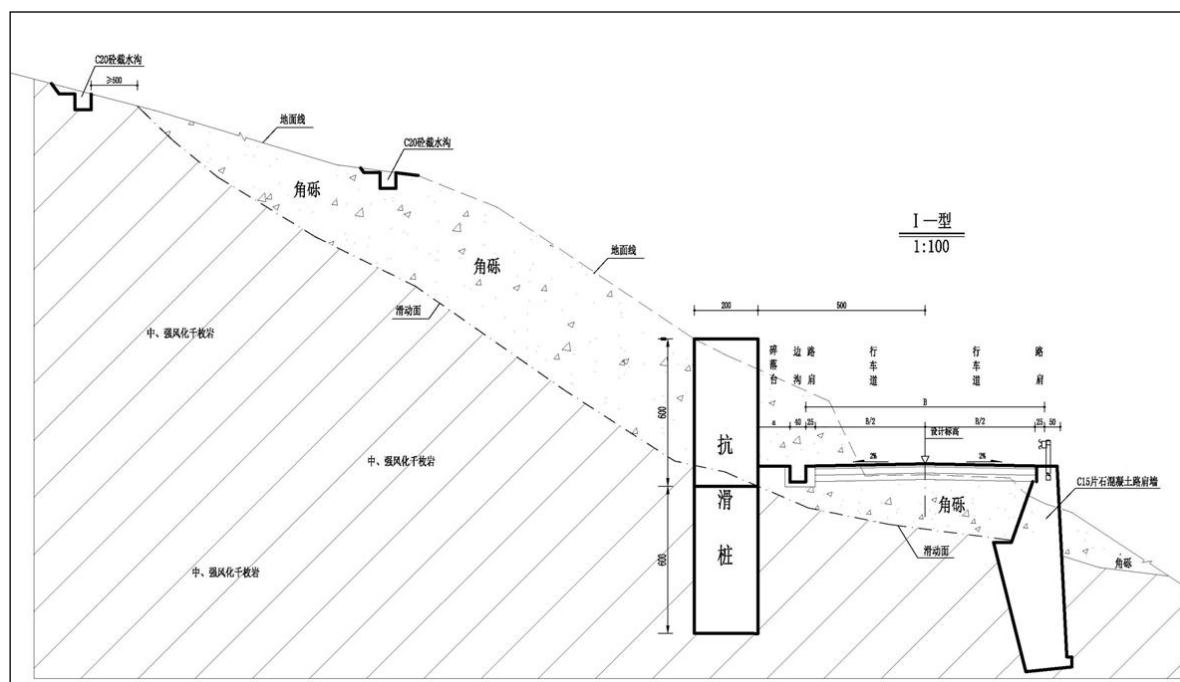 C20砼截水沟
≥500
地面线
C20砼截水沟
角砾
Ⅰ—型
1:100
地面线
角砾
200
500
滑动面
中、强风化千枚岩
碎落台
边沟
路肩
行车道
行车道
路肩
B
600
a
40
25
B/2
B/2
25
50
设计标高
抗滑桩
2%
2%
中、强风化千枚岩
C15片石混凝土路肩墙
角砾
滑动面
600
角砾
中、强风化千枚岩